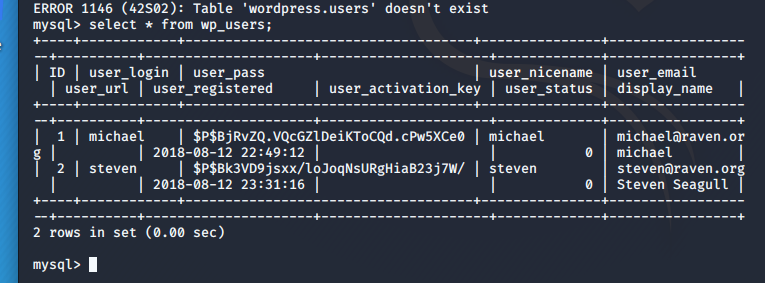 ERROR 1146 (42S02): Table 'wordpress.users' doesn't exist
mysql> select * from wp_users;
+----+------------+------------------------------------+---------------+----------------
--+----------+---------------------+---------------------+-------------+----------------+
| ID | user_login | user_pass                          | user_nicename | user_email
  | user_url | user_registered     | user_activation_key | user_status | display_name   |
+----+------------+------------------------------------+---------------+----------------
--+----------+---------------------+---------------------+-------------+----------------+
|  1 | michael    | $P$BjRvZQ.VQcGZlDeiKToCQd.cPw5XCe0 | michael       | michael@raven.or
g |          | 2018-08-12 22:49:12 |                     |           0 | michael        |
|  2 | steven     | $P$Bk3VD9jsxx/loJoqNsURgHiaB23j7W/ | steven        | steven@raven.org
  |          | 2018-08-12 23:31:16 |                     |           0 | Steven Seagull |
+----+------------+------------------------------------+---------------+----------------
--+----------+---------------------+---------------------+-------------+----------------+
2 rows in set (0.00 sec)
mysql>